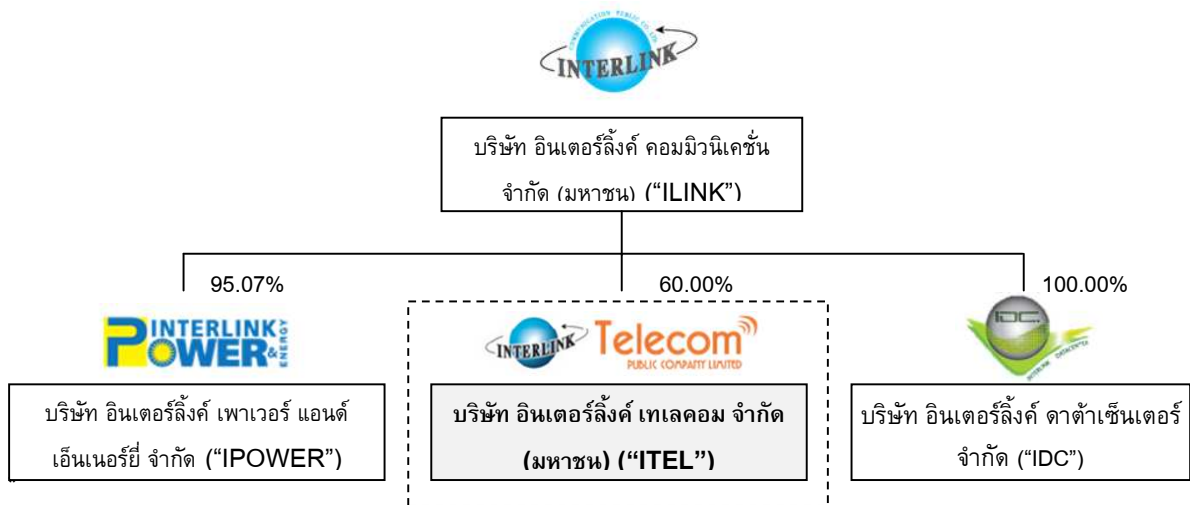 COMMUNICATION PUBLIC CO.,LTD.
INTERLINK
บริษัท อินเตอร์ลิ้งค์ คอมมิวนิเคชั่น
จำกัด (มหาชน) (“ILINK”)
95.07%
60.00%
100.00%
INTERLINK
POWER &
ENERGY
INTERLINK
Telecom
PUBLIC COMPANY LIMITED
IDC
INTERLINK DATACENTER
บริษัท อินเตอร์ลิ้งค์ เพาเวอร์ แอนด์
เอ็นเนอร์ยี่ จำกัด (“IPOWER”)
บริษัท อินเตอร์ลิ้งค์ เทเลคอม จำกัด
(มหาชน) (“ITEL”)
บริษัท อินเตอร์ลิ้งค์ ดาต้าเซ็นเตอร์
จำกัด (“IDC”)